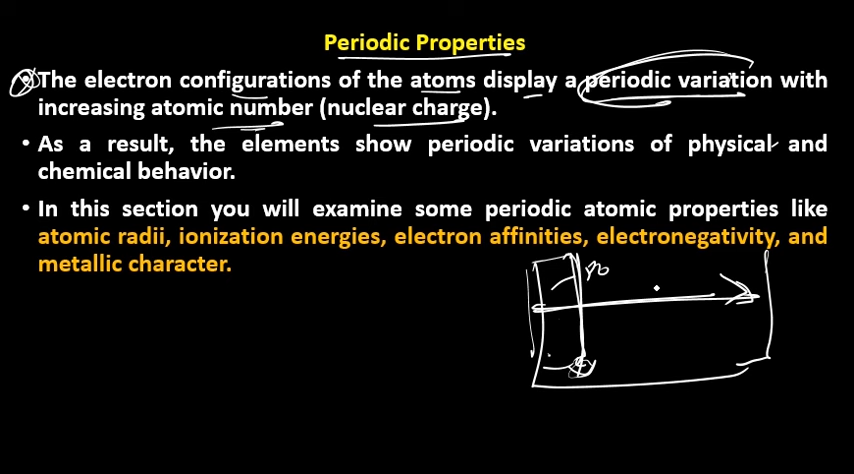 Periodic Properties
The electron configurations of the atoms display a periodic variation with
increasing atomic number (nuclear charge).
• As a result, the elements show periodic variations of physical and
chemical behavior.
• In this section you will examine some periodic atomic properties like
atomic radii, ionization energies, electron affinities, electronegativity, and
metallic character.